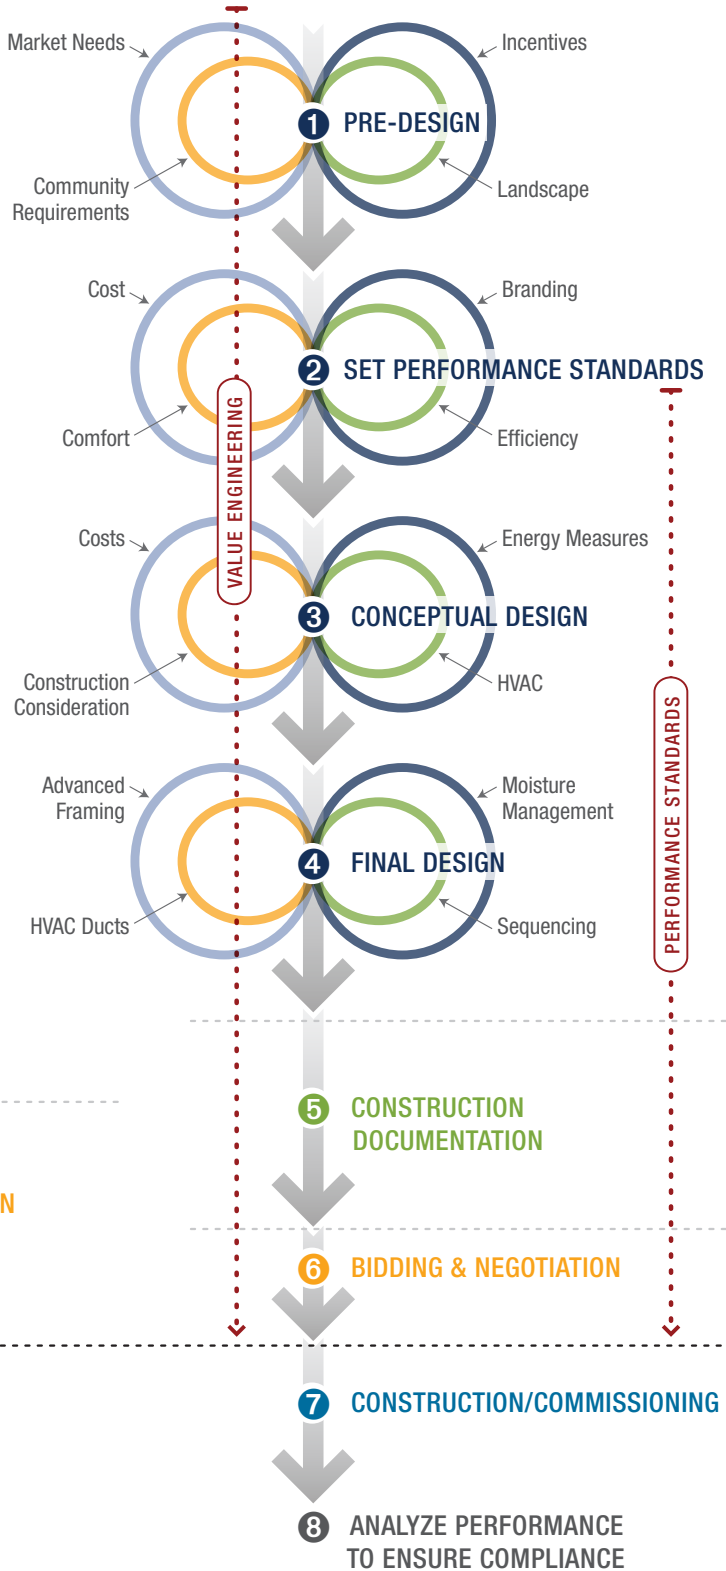 Market Needs
Incentives
1 PRE-DESIGN
Community
Requirements
Landscape
Cost
Branding
2 SET PERFORMANCE STANDARDS
Comfort
Efficiency
VALUE ENGINEERING
Costs
Energy Measures
3 CONCEPTUAL DESIGN
Construction
Consideration
HVAC
PERFORMANCE STANDARDS
Advanced
Framing
Moisture
Management
4 FINAL DESIGN
HVAC Ducts
Sequencing
5 CONSTRUCTION
DOCUMENTATION
N
6 BIDDING & NEGOTIATION
7 CONSTRUCTION/COMMISSIONING
8 ANALYZE PERFORMANCE
TO ENSURE COMPLIANCE